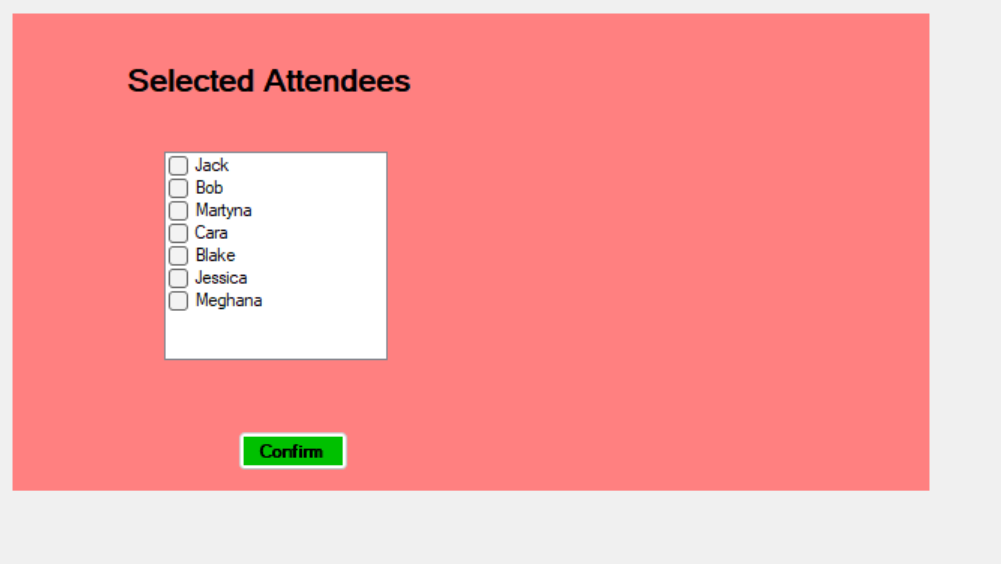 Selected Attendees
Jack
Bob
Martyna
Cara
Blake
Jessica
Meghana
Confirm